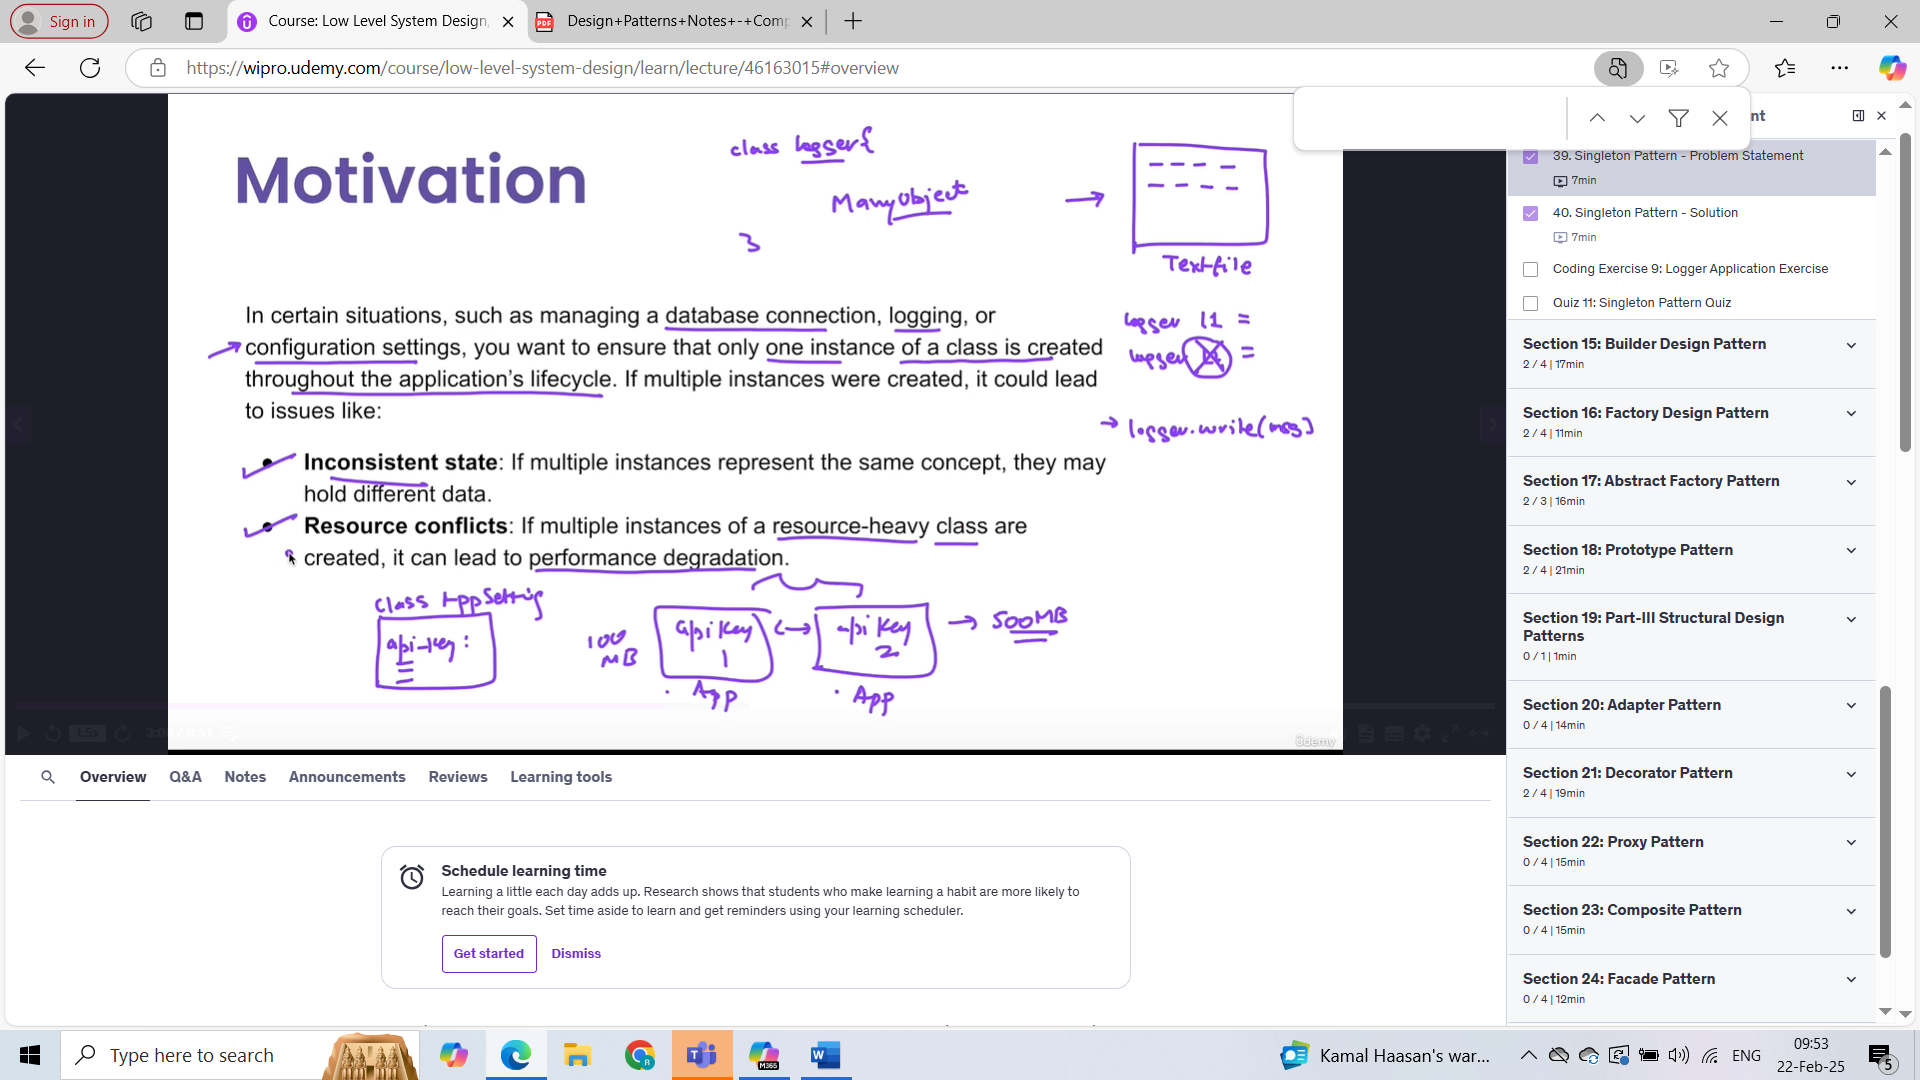 Sign in
Course: Low Level System Design,
Design+Patterns+Notes+-+Comp
https://wipro.udemy.com/course/low-level-system-design/learn/lecture/46163015#overview
Motivation
class logger{
Many Object
}
Textfile
In certain situations, such as managing a database connection, logging, or
configuration settings, you want to ensure that only one instance of a class is created
throughout the application's lifecycle. If multiple instances were created, it could lead
to issues like:
logger l1 =
logger =
→ logger.write(msg)
Inconsistent state: If multiple instances represent the same concept, they may
hold different data.
Resource conflicts: If multiple instances of a resource-heavy class are
created, it can lead to performance degradation.
class AppSetting
api-key:
100 MB
api key 1
api key 2
→ 500MB
App
App
1.5x
3:00 / 6:51
ûdemy
nt
39. Singleton Pattern - Problem Statement
7min
40. Singleton Pattern - Solution
7min
Coding Exercise 9: Logger Application Exercise
Quiz 11: Singleton Pattern Quiz
Section 15: Builder Design Pattern
2 / 4 | 17min
Section 16: Factory Design Pattern
2 / 4 | 11min
Section 17: Abstract Factory Pattern
2 / 3 | 16min
Section 18: Prototype Pattern
2 / 4 | 21min
Section 19: Part-III Structural Design
Patterns
0 / 1 | 1min
Section 20: Adapter Pattern
0 / 4 | 14min
Section 21: Decorator Pattern
2 / 4 | 19min
Section 22: Proxy Pattern
0 / 4 | 15min
Section 23: Composite Pattern
0 / 4 | 15min
Section 24: Facade Pattern
0 / 4 | 12min
Overview Q&A Notes Announcements Reviews Learning tools
Schedule learning time
Learning a little each day adds up. Research shows that students who make learning a habit are more likely to
reach their goals. Set time aside to learn and get reminders using your learning scheduler.
Get started Dismiss
Type here to search
Kamal Haasan's war...
ENG
09:53
22-Feb-25
5